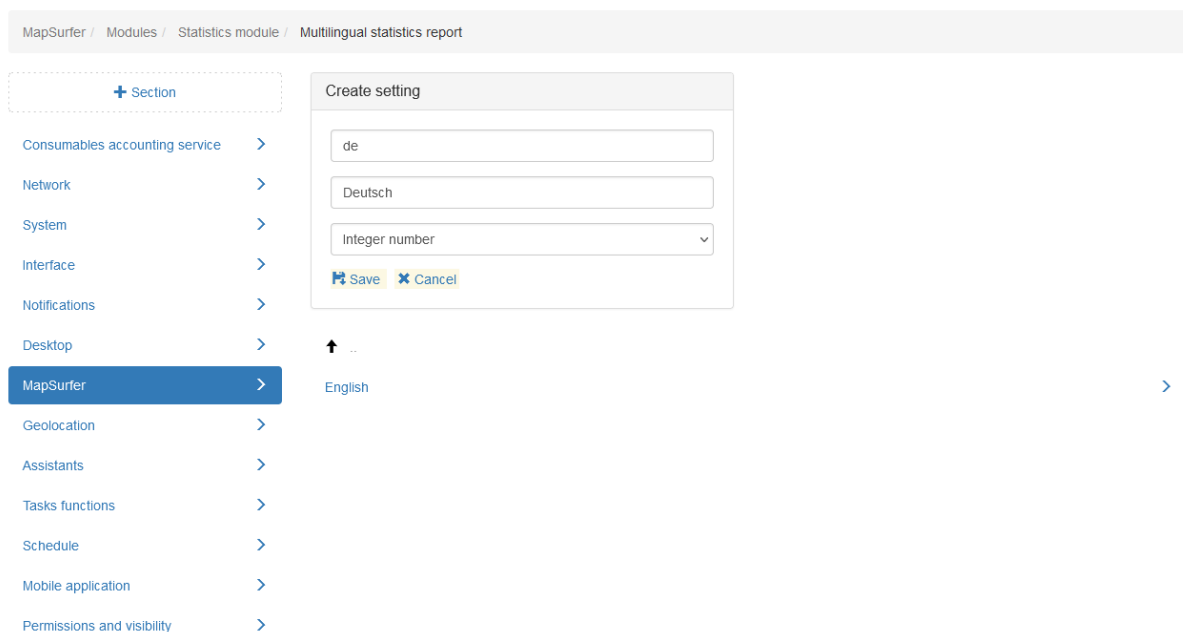 MapSurfer / Modules / Statistics module / Multilingual statistics report
Section
Consumables accounting service
Network
System
Interface
Notifications
Desktop
MapSurfer
Geolocation
Assistants
Tasks functions
Schedule
Mobile application
Permissions and visibility
Create setting
de
Deutsch
Integer number
Save Cancel
..
English